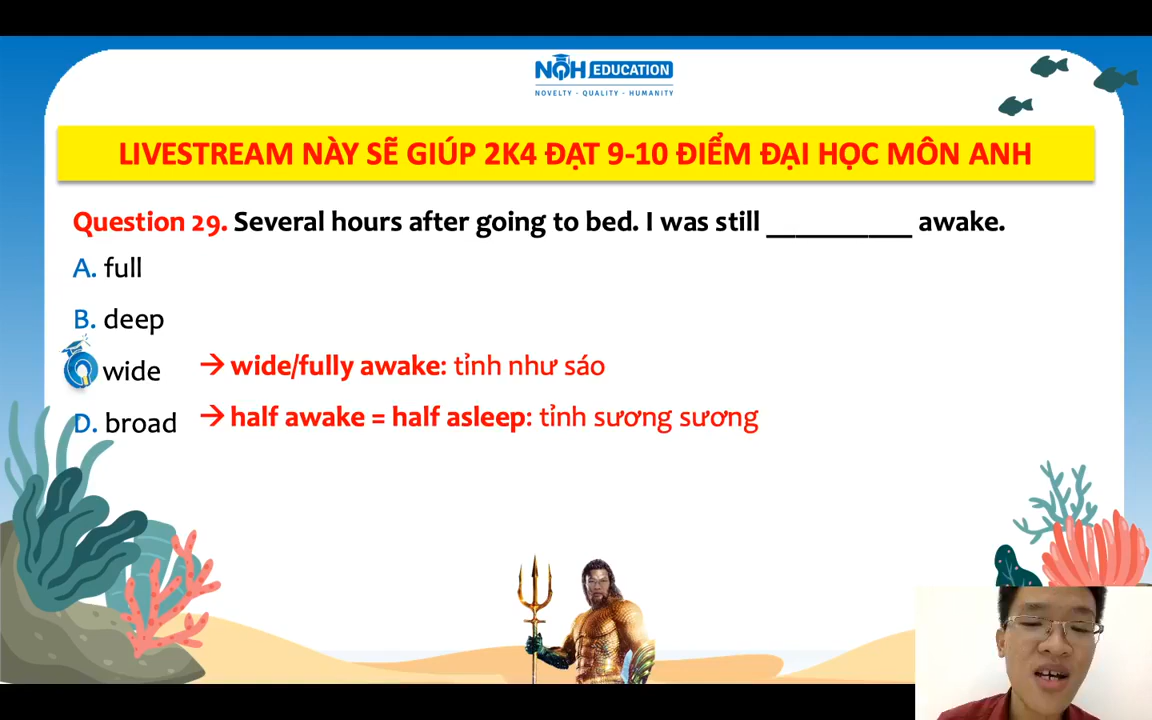 NQH EDUCATION
NOVELTY - QUALITY - HUMANITY
LIVESTREAM NÀY SẼ GIÚP 2K4 ĐẠT 9-10 ĐIỂM ĐẠI HỌC MÔN ANH
Question 29. Several hours after going to bed. I was still __________ awake.
A. full
B. deep
wide → wide/fully awake: tỉnh như sáo
D. broad → half awake = half asleep: tỉnh sương sương